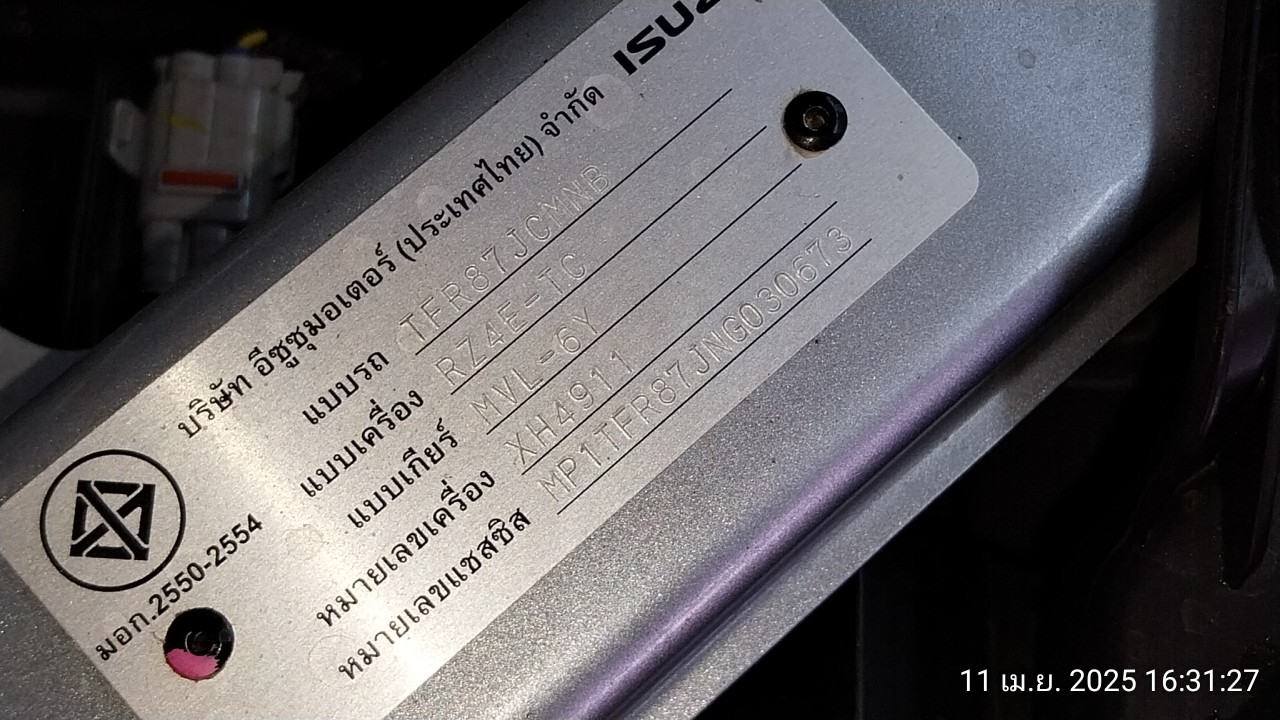 บริษัท อีซูซุมอเตอร์ (ประเทศไทย) จำกัด
แบบรถ TFR87JCMNB
แบบเครื่อง RZ4E-TC
แบบเกียร์ MVL-6Y
หมายเลขเครื่อง XH4911
หมายเลขแชสซิส MP1TFR87JNG030673
มอก.2550-2554
11 เม.ย. 2025 16:31:27